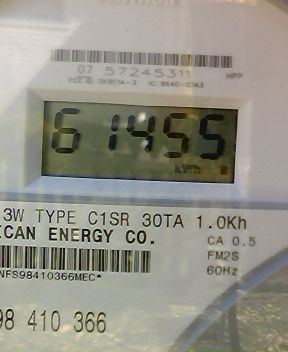 07 57245311 HPP
61455
kWh
3W TYPE C1SR 30TA 1.0Kh
ICAN ENERGY CO.
CA 0.5
FM2S
NFS98410366MEC*
60Hz
98 410 366